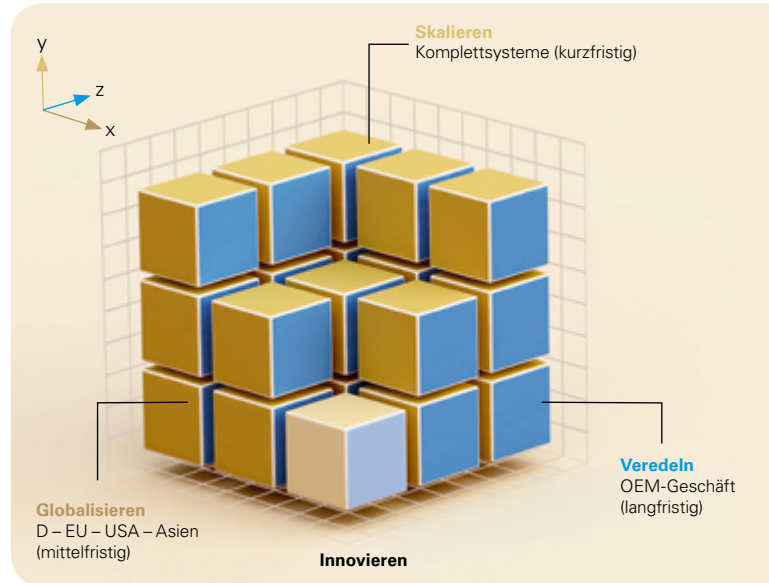 Skalieren
Komplettsysteme (kurzfristig)
y
z
x
Globalisieren
D – EU – USA – Asien
(mittelfristig)
Veredeln
OEM-Geschäft
(langfristig)
Innovieren